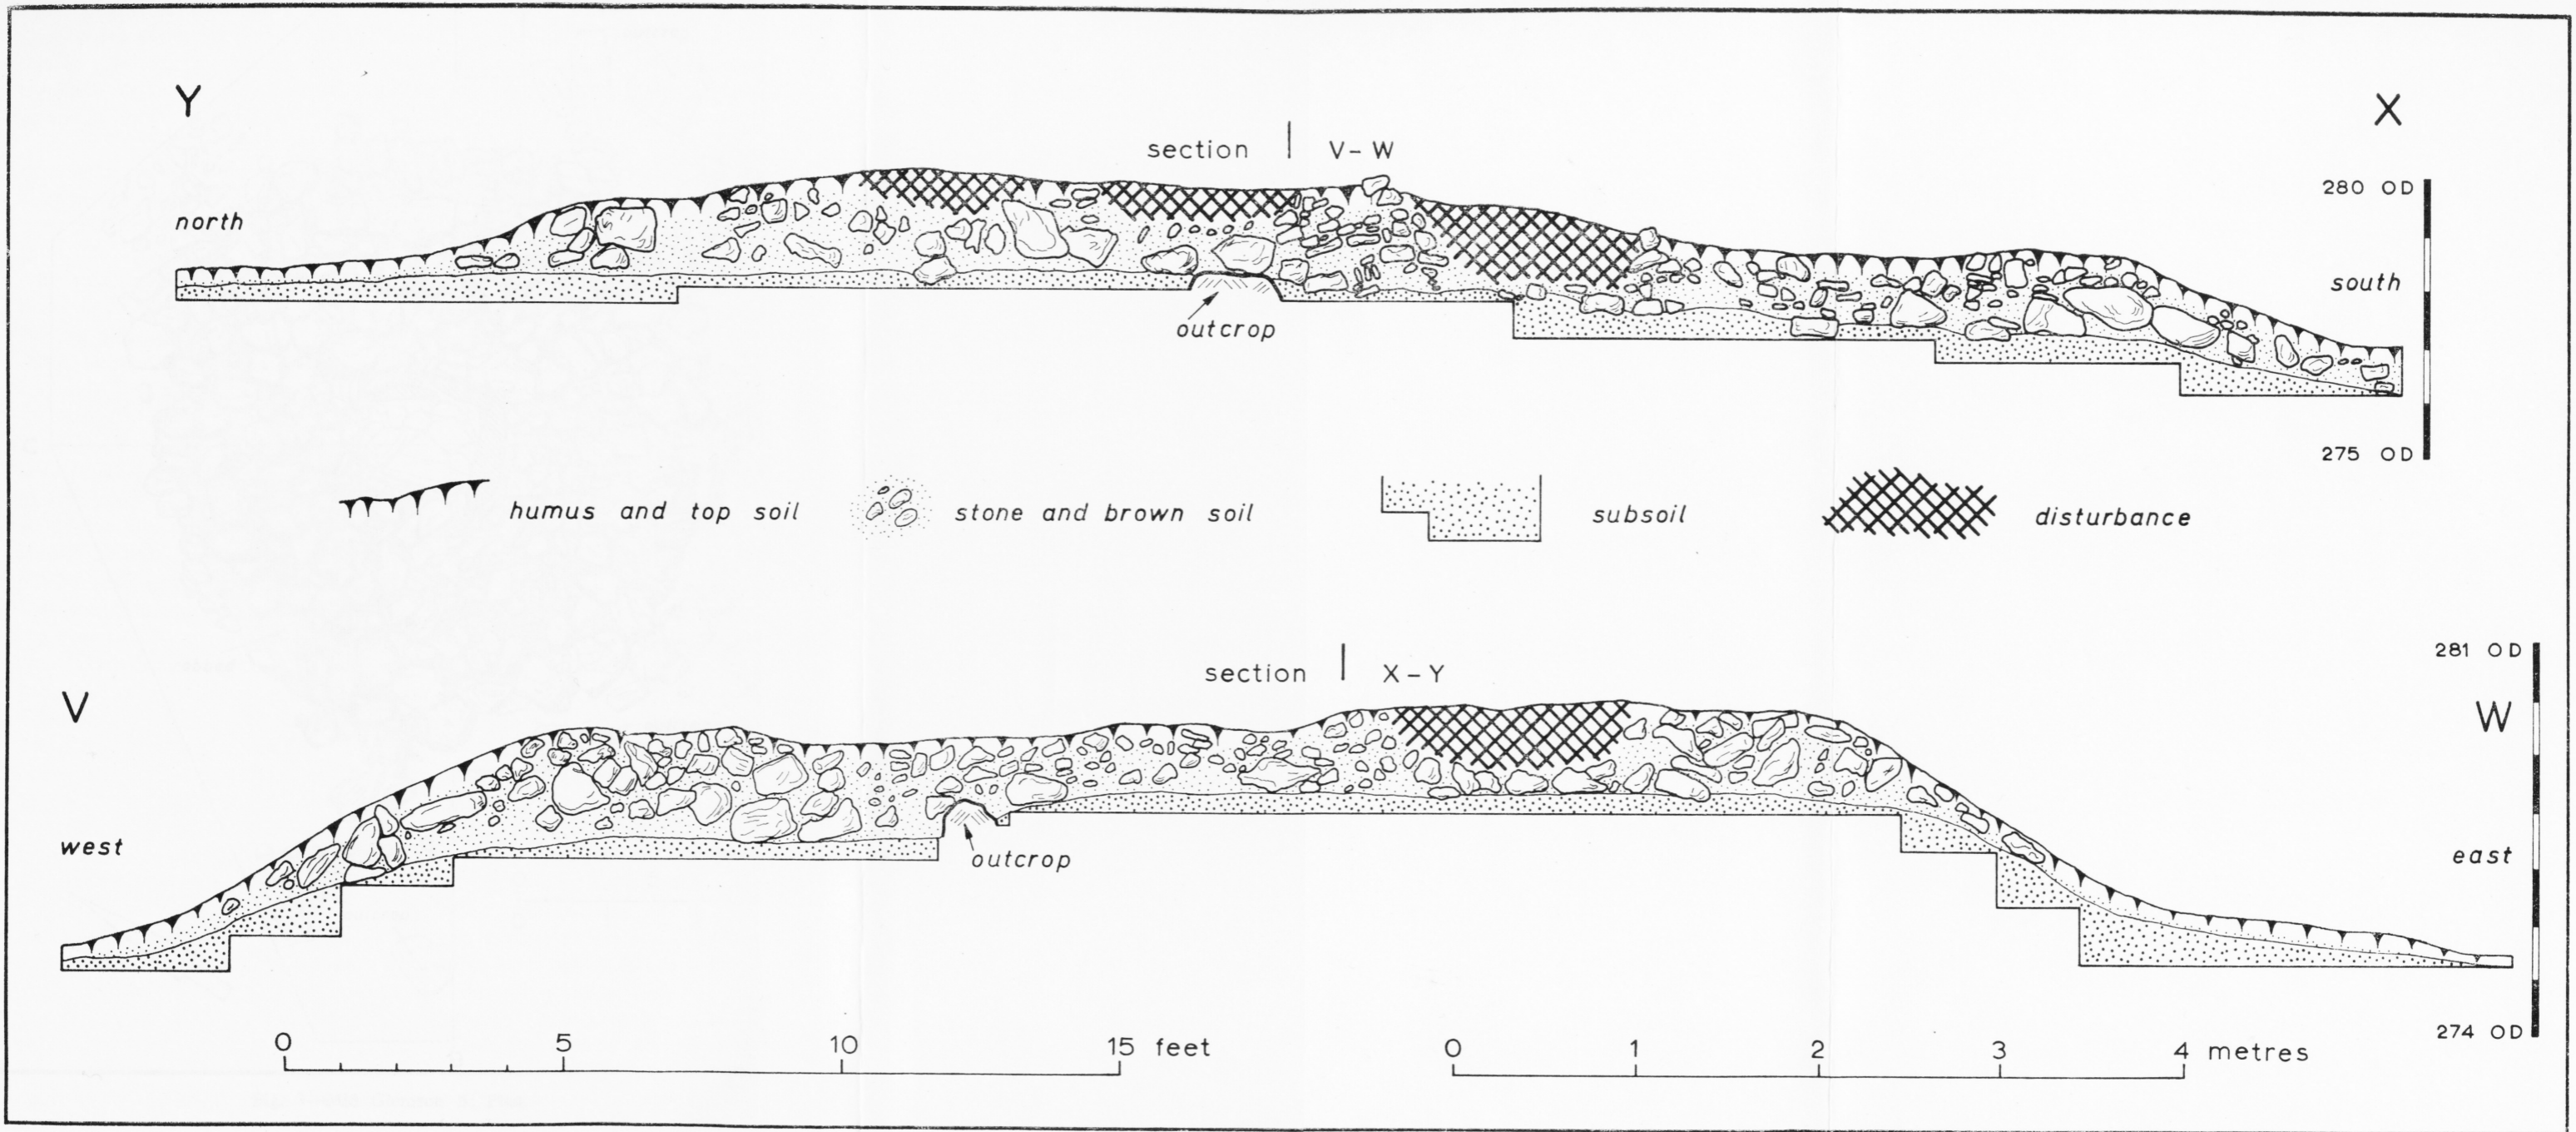 Y
X
section V-W
280 OD
north
south
outcrop
275 OD
humus and top soil
stone and brown soil
subsoil
disturbance
281 OD
section X-Y
V
W
west
east
outcrop
274 OD
0 5 10 15 feet
0 1 2 3 4 metres